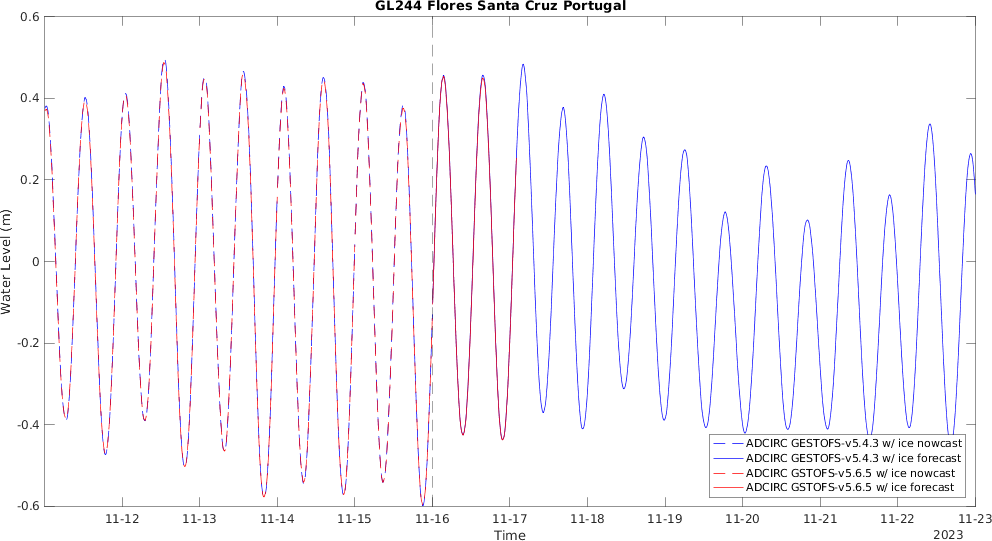 GL244 Flores Santa Cruz Portugal
0.6
0.4
0.2
0
-0.2
-0.4
-0.6
Water Level (m)
ADCIRC GESTOFS-v5.4.3 w/ ice nowcast
ADCIRC GESTOFS-v5.4.3 w/ ice forecast
ADCIRC GSTOFS-v5.6.5 w/ ice nowcast
ADCIRC GSTOFS-v5.6.5 w/ ice forecast
11-12 11-13 11-14 11-15 11-16 11-17 11-18 11-19 11-20 11-21 11-22 11-23
Time
2023